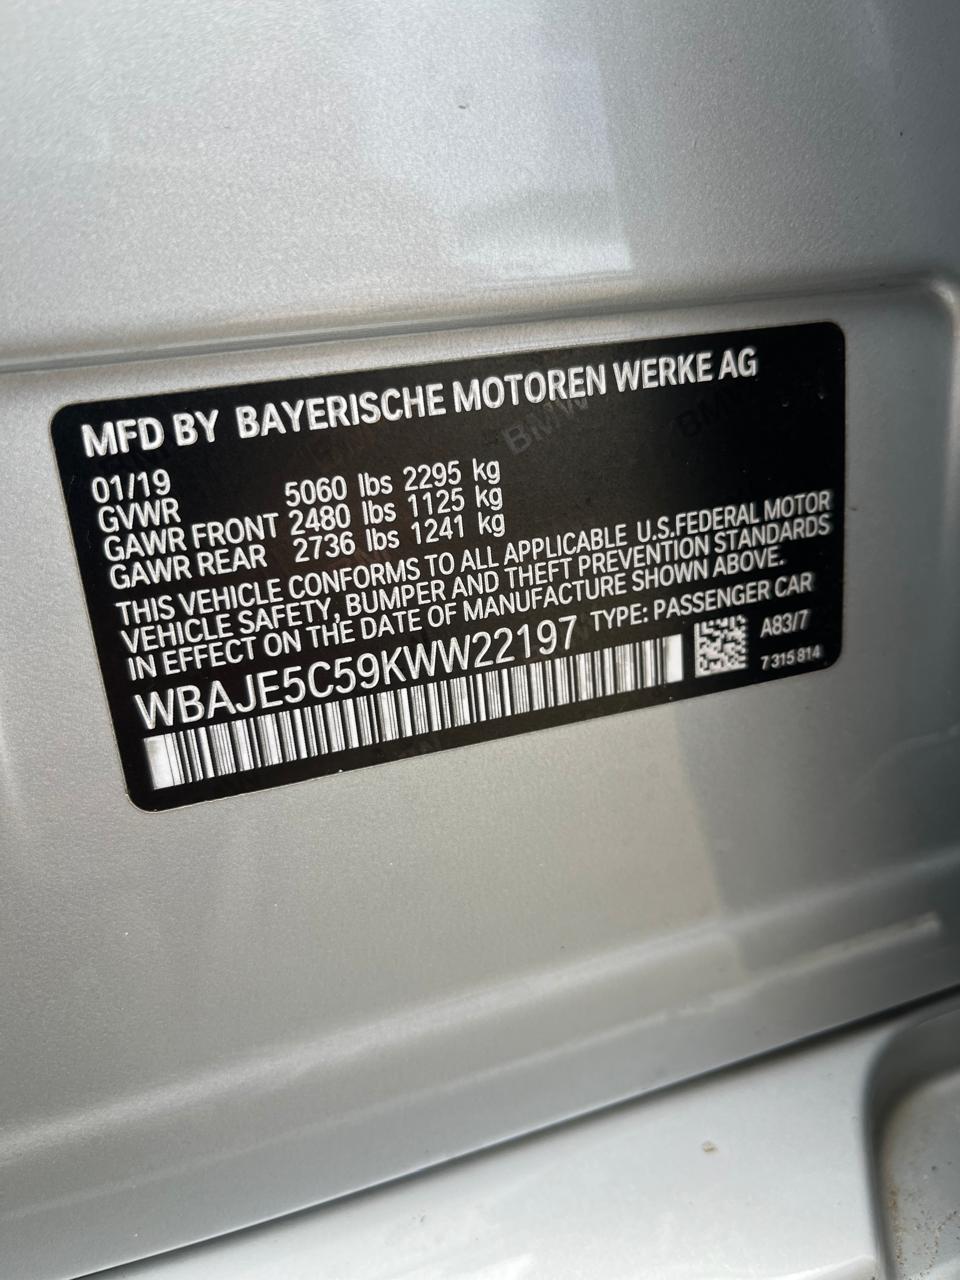 MFD BY BAYERISCHE MOTOREN WERKE AG
01/19
GVWR 5060 lbs 2295 kg
GAWR FRONT 2480 lbs 1125 kg
GAWR REAR 2736 lbs 1241 kg
THIS VEHICLE CONFORMS TO ALL APPLICABLE U.S.FEDERAL MOTOR
VEHICLE SAFETY, BUMPER AND THEFT PREVENTION STANDARDS
IN EFFECT ON THE DATE OF MANUFACTURE SHOWN ABOVE.
WBAJE5C59KWW22197 TYPE: PASSENGER CAR
A83/7
7 315 814